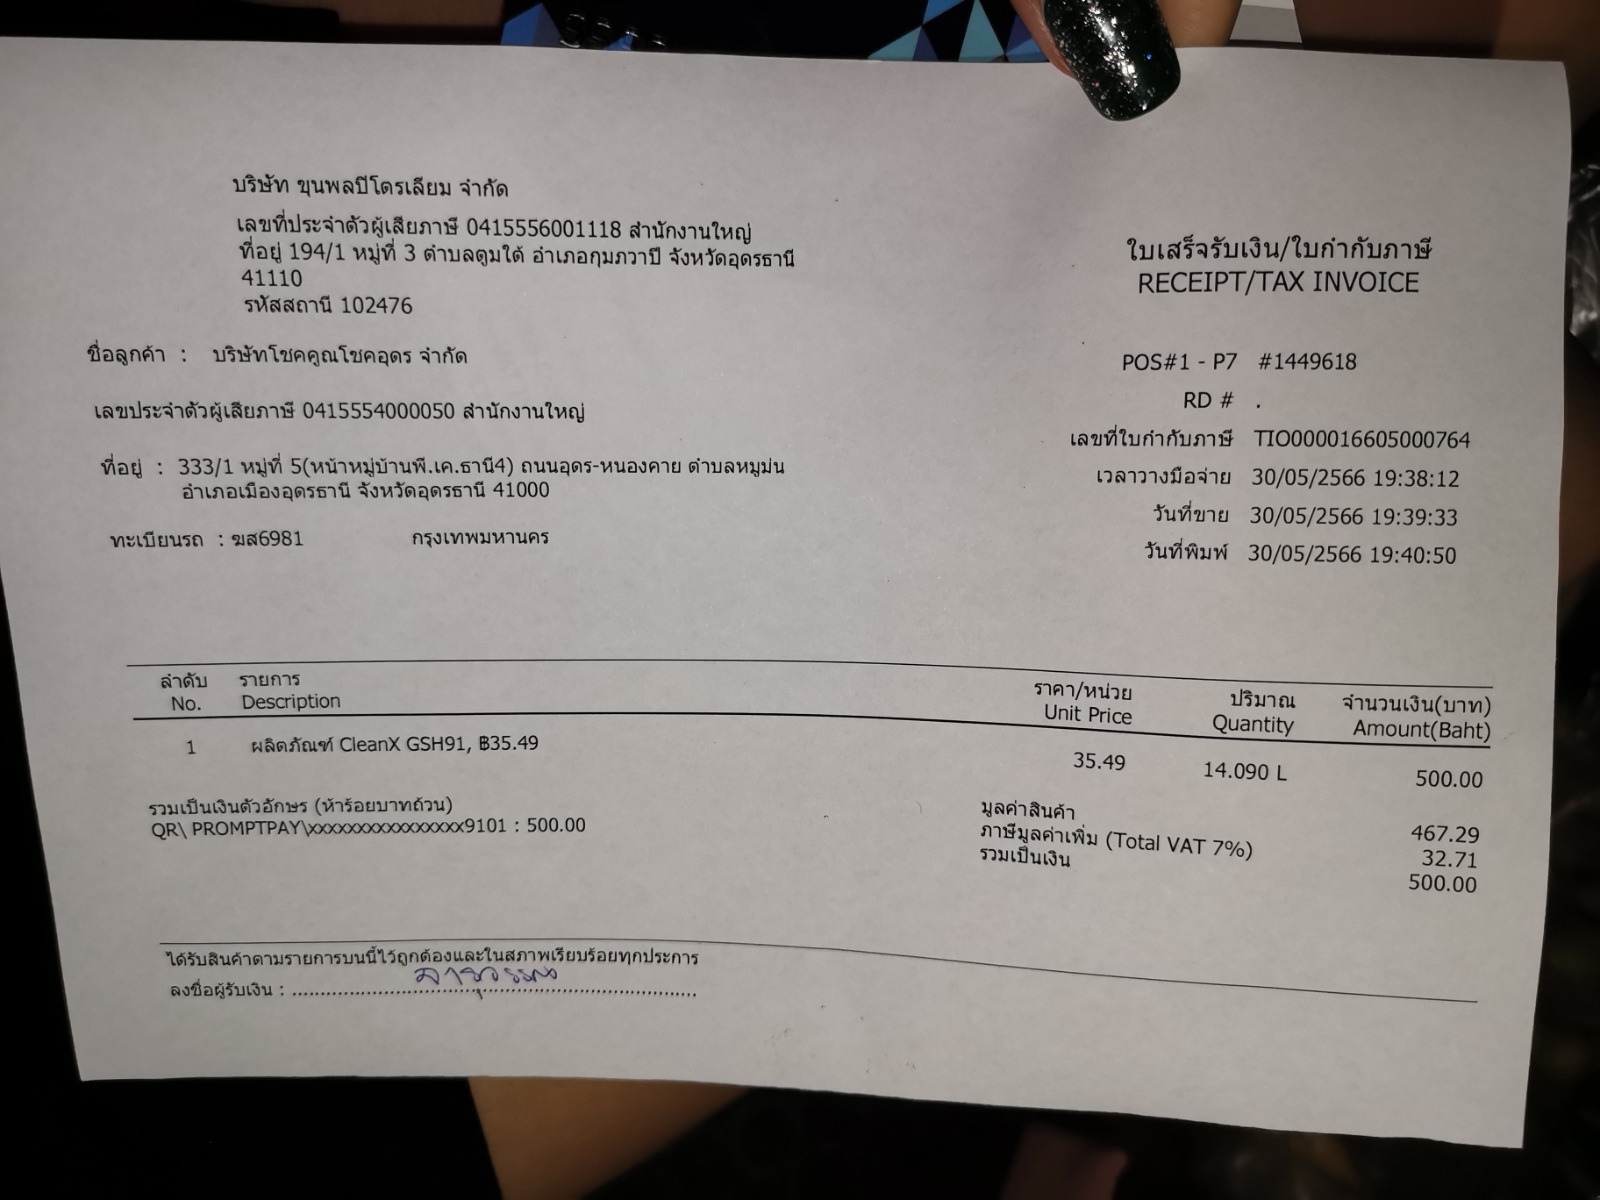 บริษัท ขุนพลปิโตรเลียม จำกัด
เลขที่ประจำตัวผู้เสียภาษี 0415556001118 สำนักงานใหญ่
ที่อยู่ 194/1 หมู่ที่ 3 ตำบลตูมใต้ อำเภอกุมภวาปี จังหวัดอุดรธานี
41110
รหัสสถานี 102476
ใบเสร็จรับเงิน/ใบกำกับภาษี
RECEIPT/TAX INVOICE
ชื่อลูกค้า : บริษัทโชคคูณโชคอุดร จำกัด
เลขประจำตัวผู้เสียภาษี 0415554000050 สำนักงานใหญ่
ที่อยู่ : 333/1 หมู่ที่ 5(หน้าหมู่บ้านพี.เค.ธานี4) ถนนอุดร-หนองคาย ตำบลหมูม่น
อำเภอเมืองอุดรธานี จังหวัดอุดรธานี 41000
ทะเบียนรถ : ฆส6981 กรุงเทพมหานคร
POS#1 - P7 #1449618
RD # .
เลขที่ใบกำกับภาษี TIO000016605000764
เวลาวางมือจ่าย 30/05/2566 19:38:12
วันที่ขาย 30/05/2566 19:39:33
วันที่พิมพ์ 30/05/2566 19:40:50
ลำดับ รายการ ราคา/หน่วย ปริมาณ จำนวนเงิน(บาท)
No. Description Unit Price Quantity Amount(Baht)
1 ผลิตภัณฑ์ CleanX GSH91, ฿35.49 35.49 14.090 L 500.00
รวมเป็นเงินตัวอักษร (ห้าร้อยบาทถ้วน)
QR\ PROMPTPAY\xxxxxxxxxxxxxxxx9101 : 500.00
มูลค่าสินค้า 467.29
ภาษีมูลค่าเพิ่ม (Total VAT 7%) 32.71
รวมเป็นเงิน 500.00
ได้รับสินค้าตามรายการบนนี้ไว้ถูกต้องและในสภาพเรียบร้อยทุกประการ
ลงชื่อผู้รับเงิน : ..............................